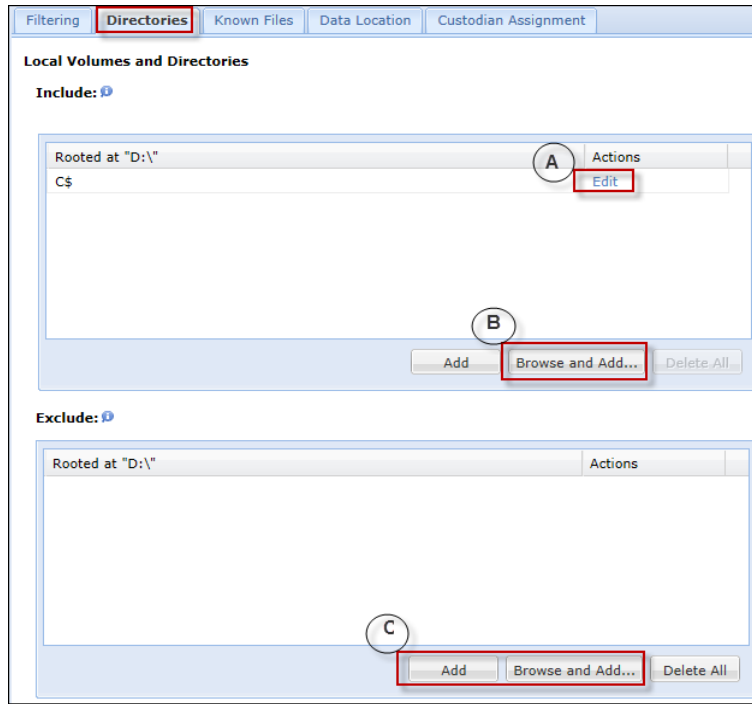 Filtering Directories Known Files Data Location Custodian Assignment
Local Volumes and Directories
Include:
Rooted at "D:\" A Actions
C$ Edit
B
Add Browse and Add... Delete All
Exclude:
Rooted at "D:\" Actions
C
Add Browse and Add... Delete All